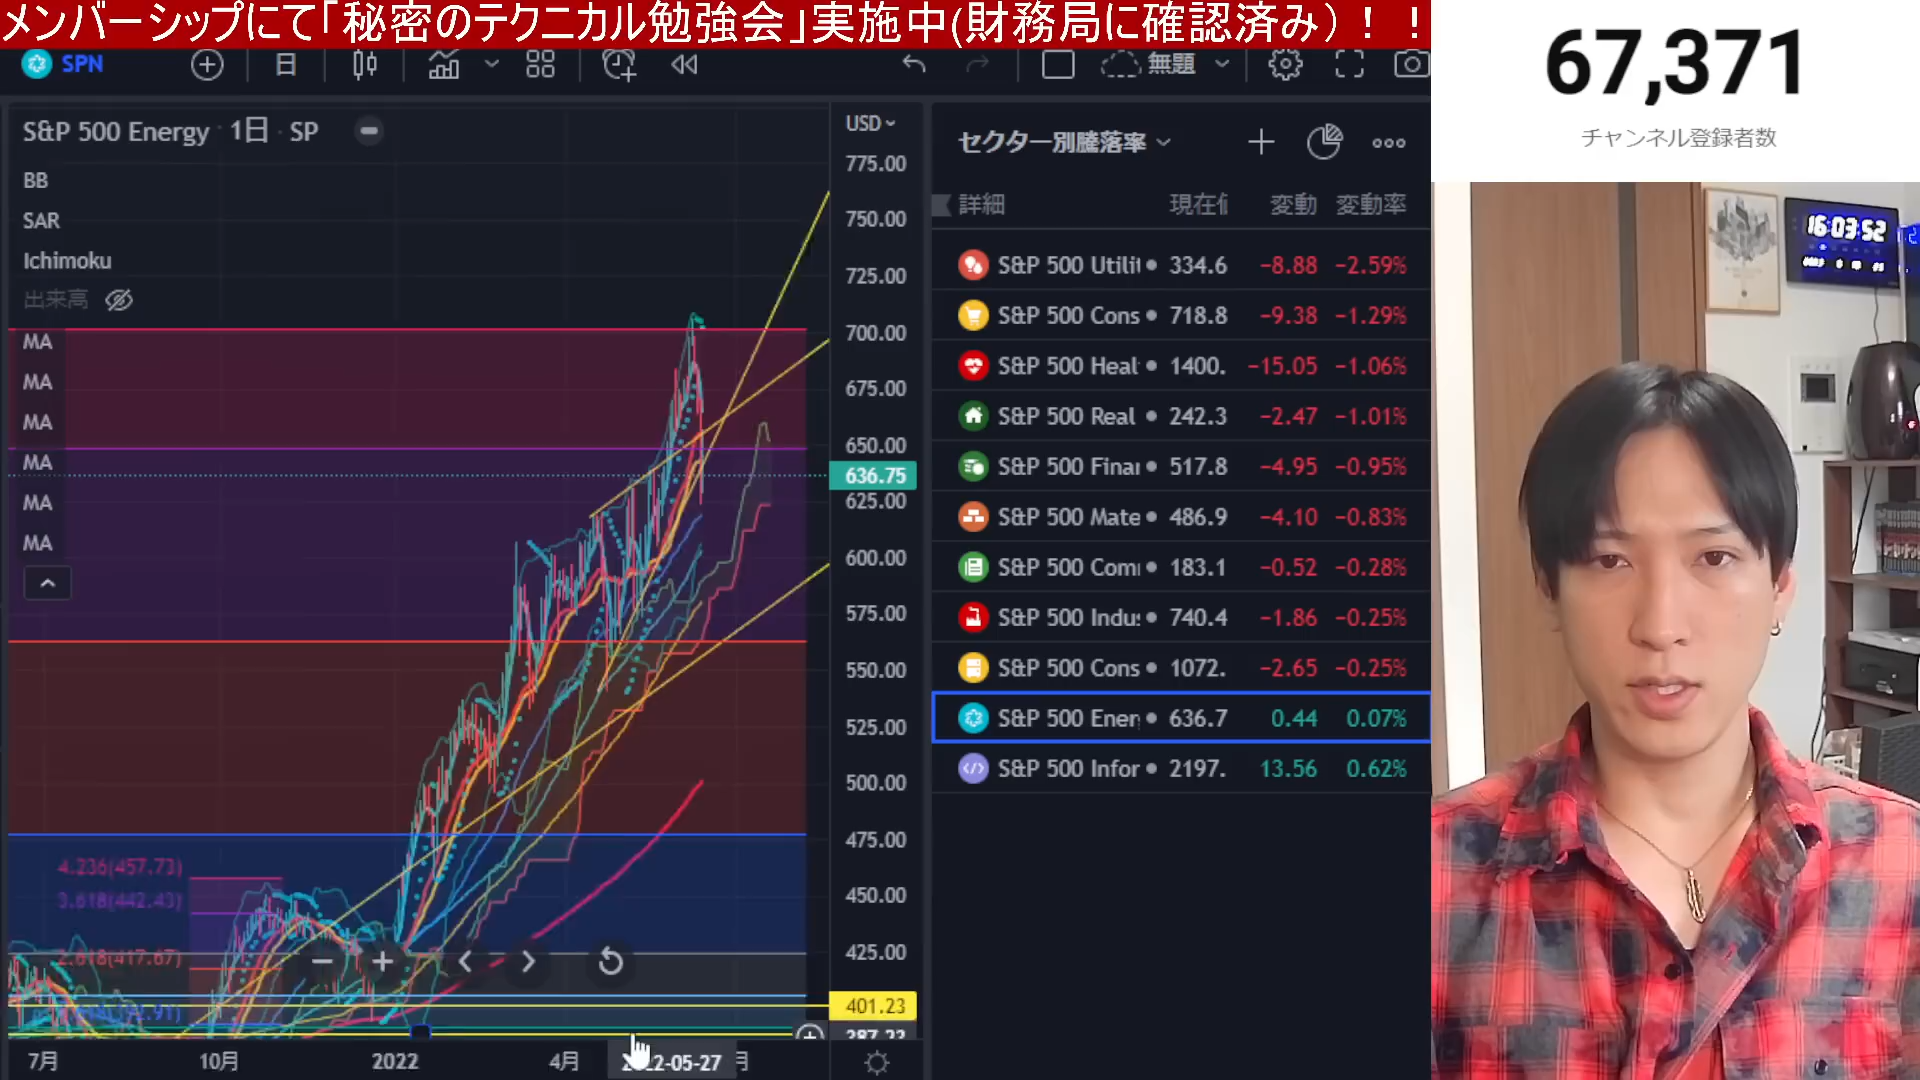 メンバーシップにて「秘密のテクニカル勉強会」実施中(財務局に確認済み）！！
SPN
日
無題
S&P 500 Energy · 1日 · SP
BB
SAR
Ichimoku
出来高
MA
MA
MA
MA
MA
MA
4.236(457.73)
3.618(442.43)
2.618(417.67)
USD
775.00
750.00
725.00
700.00
675.00
650.00
636.75
625.00
600.00
575.00
550.00
525.00
500.00
475.00
450.00
425.00
401.23
7月
10月
2022
4月
セクター別騰落率
詳細 現在値 変動 変動率
S&P 500 Utilit 334.6 −8.88 −2.59%
S&P 500 Cons 718.8 −9.38 −1.29%
S&P 500 Heal 1400. −15.05 −1.06%
S&P 500 Real 242.3 −2.47 −1.01%
S&P 500 Finan 517.8 −4.95 −0.95%
S&P 500 Mate 486.9 −4.10 −0.83%
S&P 500 Com 183.1 −0.52 −0.28%
S&P 500 Indus 740.4 −1.86 −0.25%
S&P 500 Cons 1072. −2.65 −0.25%
S&P 500 Ener 636.7 0.44 0.07%
S&P 500 Infor 2197. 13.56 0.62%
67,371
チャンネル登録者数
16:03:52